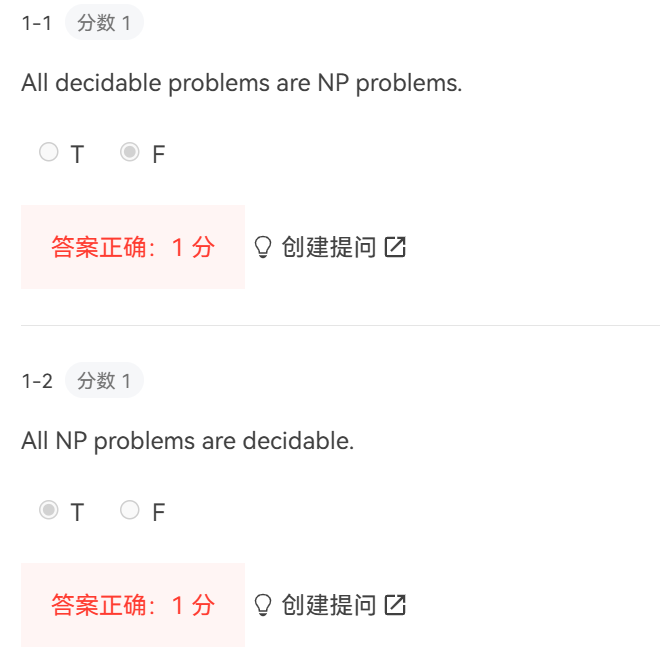 1-1 分数 1
All decidable problems are NP problems.
T F
答案正确：1 分 创建提问
1-2 分数 1
All NP problems are decidable.
T F
答案正确：1 分 创建提问